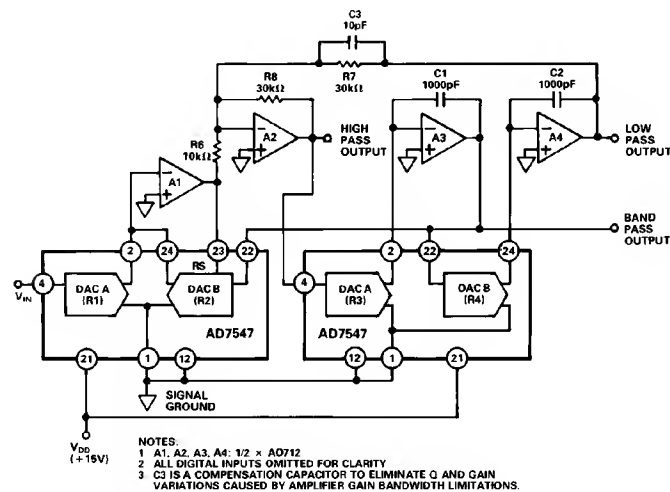 C3
10pF
R8
30kΩ
R7
30kΩ
C1
1000pF
C2
1000pF
R6
10kΩ
A1
A2
A3
A4
HIGH
PASS
OUTPUT
LOW
PASS
OUTPUT
BAND
PASS
OUTPUT
2
24
23
22
2
22
24
RS
4
VIN
DAC A
(R1)
DAC B
(R2)
AD7547
4
DAC A
(R3)
OAC B
(R4)
AD7547
21
1
12
12
1
21
SIGNAL
GROUND
VDD
(+15V)
NOTES:
1 A1, A2, A3, A4: 1/2 × AO712
2 ALL DIGITAL INPUTS OMITTED FOR CLARITY
3 C3 IS A COMPENSATION CAPACITOR TO ELIMINATE Q AND GAIN
VARIATIONS CAUSED BY AMPLIFIER GAIN BANDWIDTH LIMITATIONS.